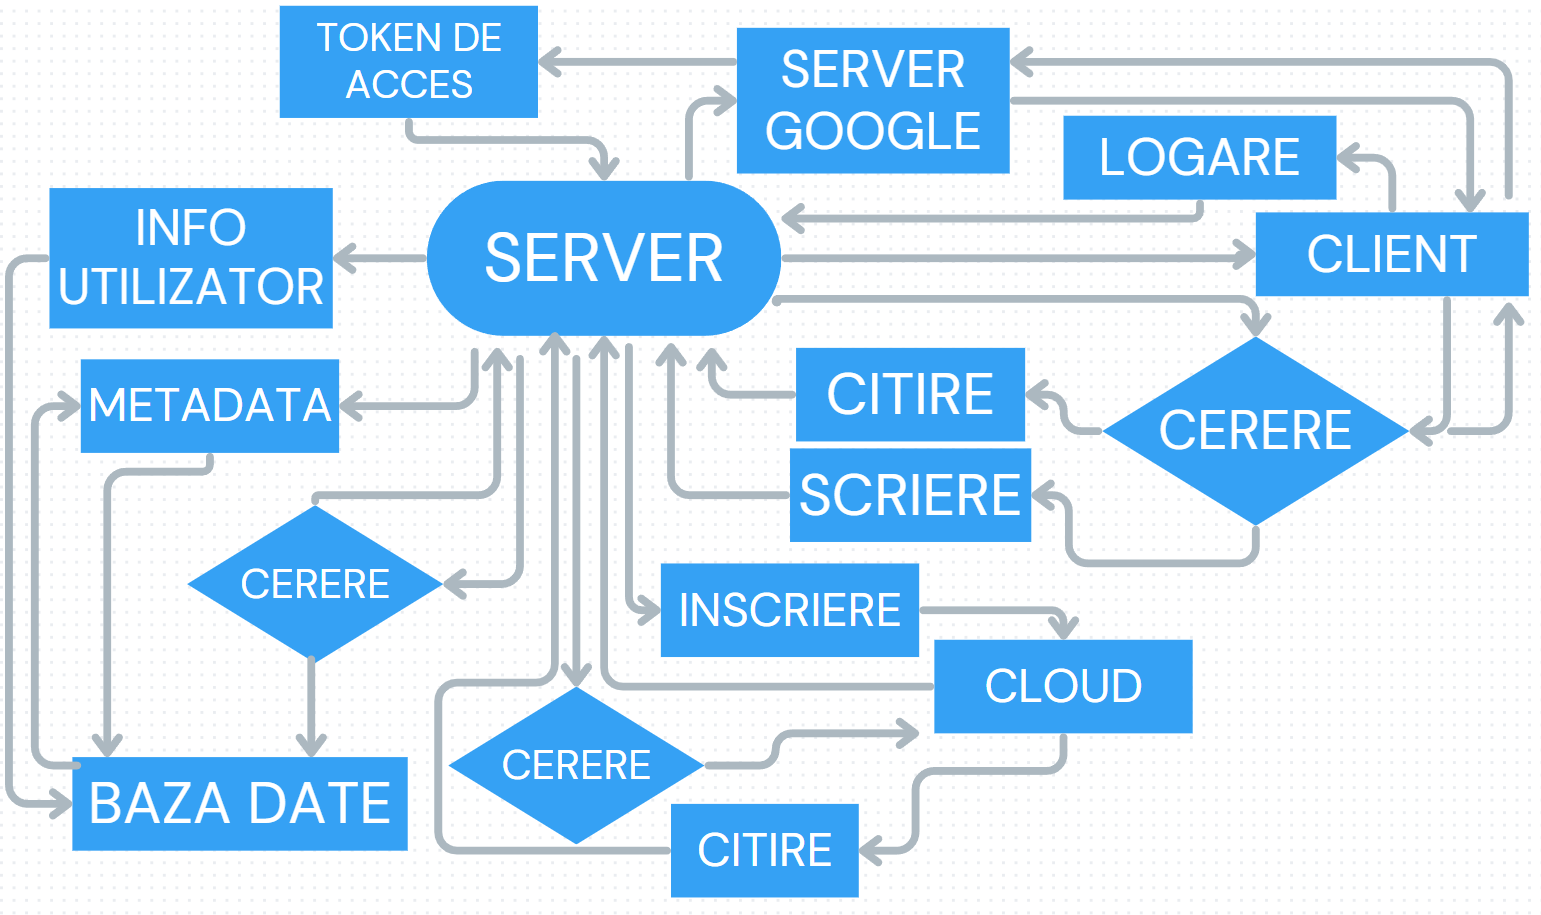 TOKEN DE
ACCES
SERVER
GOOGLE
LOGARE
INFO
UTILIZATOR
SERVER
CLIENT
METADATA
CITIRE
CERERE
SCRIERE
CERERE
INSCRIERE
CLOUD
CERERE
BAZA DATE
CITIRE